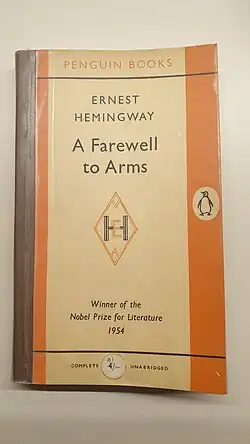 PENGUIN BOOKS
ERNEST
HEMINGWAY
A Farewell
to Arms
Winner of the
Nobel Prize for Literature
1954
COMPLETE
4/-
UNABRIDGED